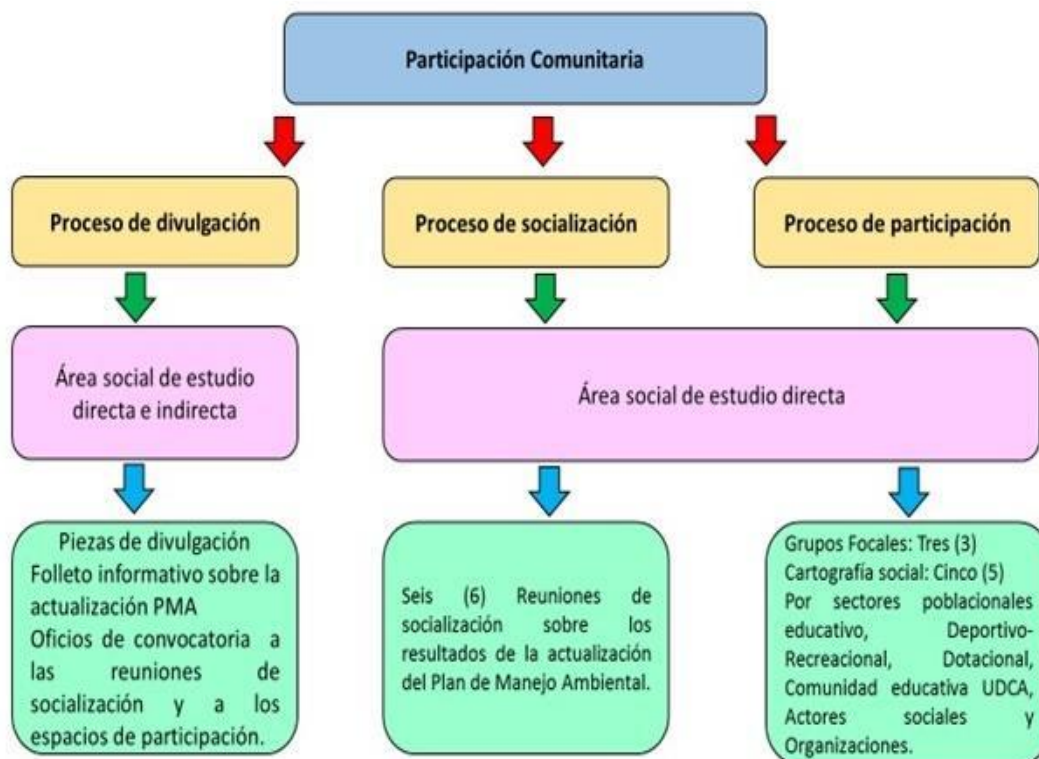 Participación Comunitaria
Proceso de divulgación
Proceso de socialización
Proceso de participación
Área social de estudio
directa e indirecta
Área social de estudio directa
Piezas de divulgación
Folleto informativo sobre la
actualización PMA
Oficios de convocatoria a
las reuniones de
socialización y a los
espacios de participación.
Seis (6) Reuniones de
socialización sobre los
resultados de la actualización
del Plan de Manejo Ambiental.
Grupos Focales: Tres (3)
Cartografía social: Cinco (5)
Por sectores poblacionales
educativo, Deportivo-
Recreacional, Dotacional,
Comunidad educativa UDCA,
Actores sociales y
Organizaciones.